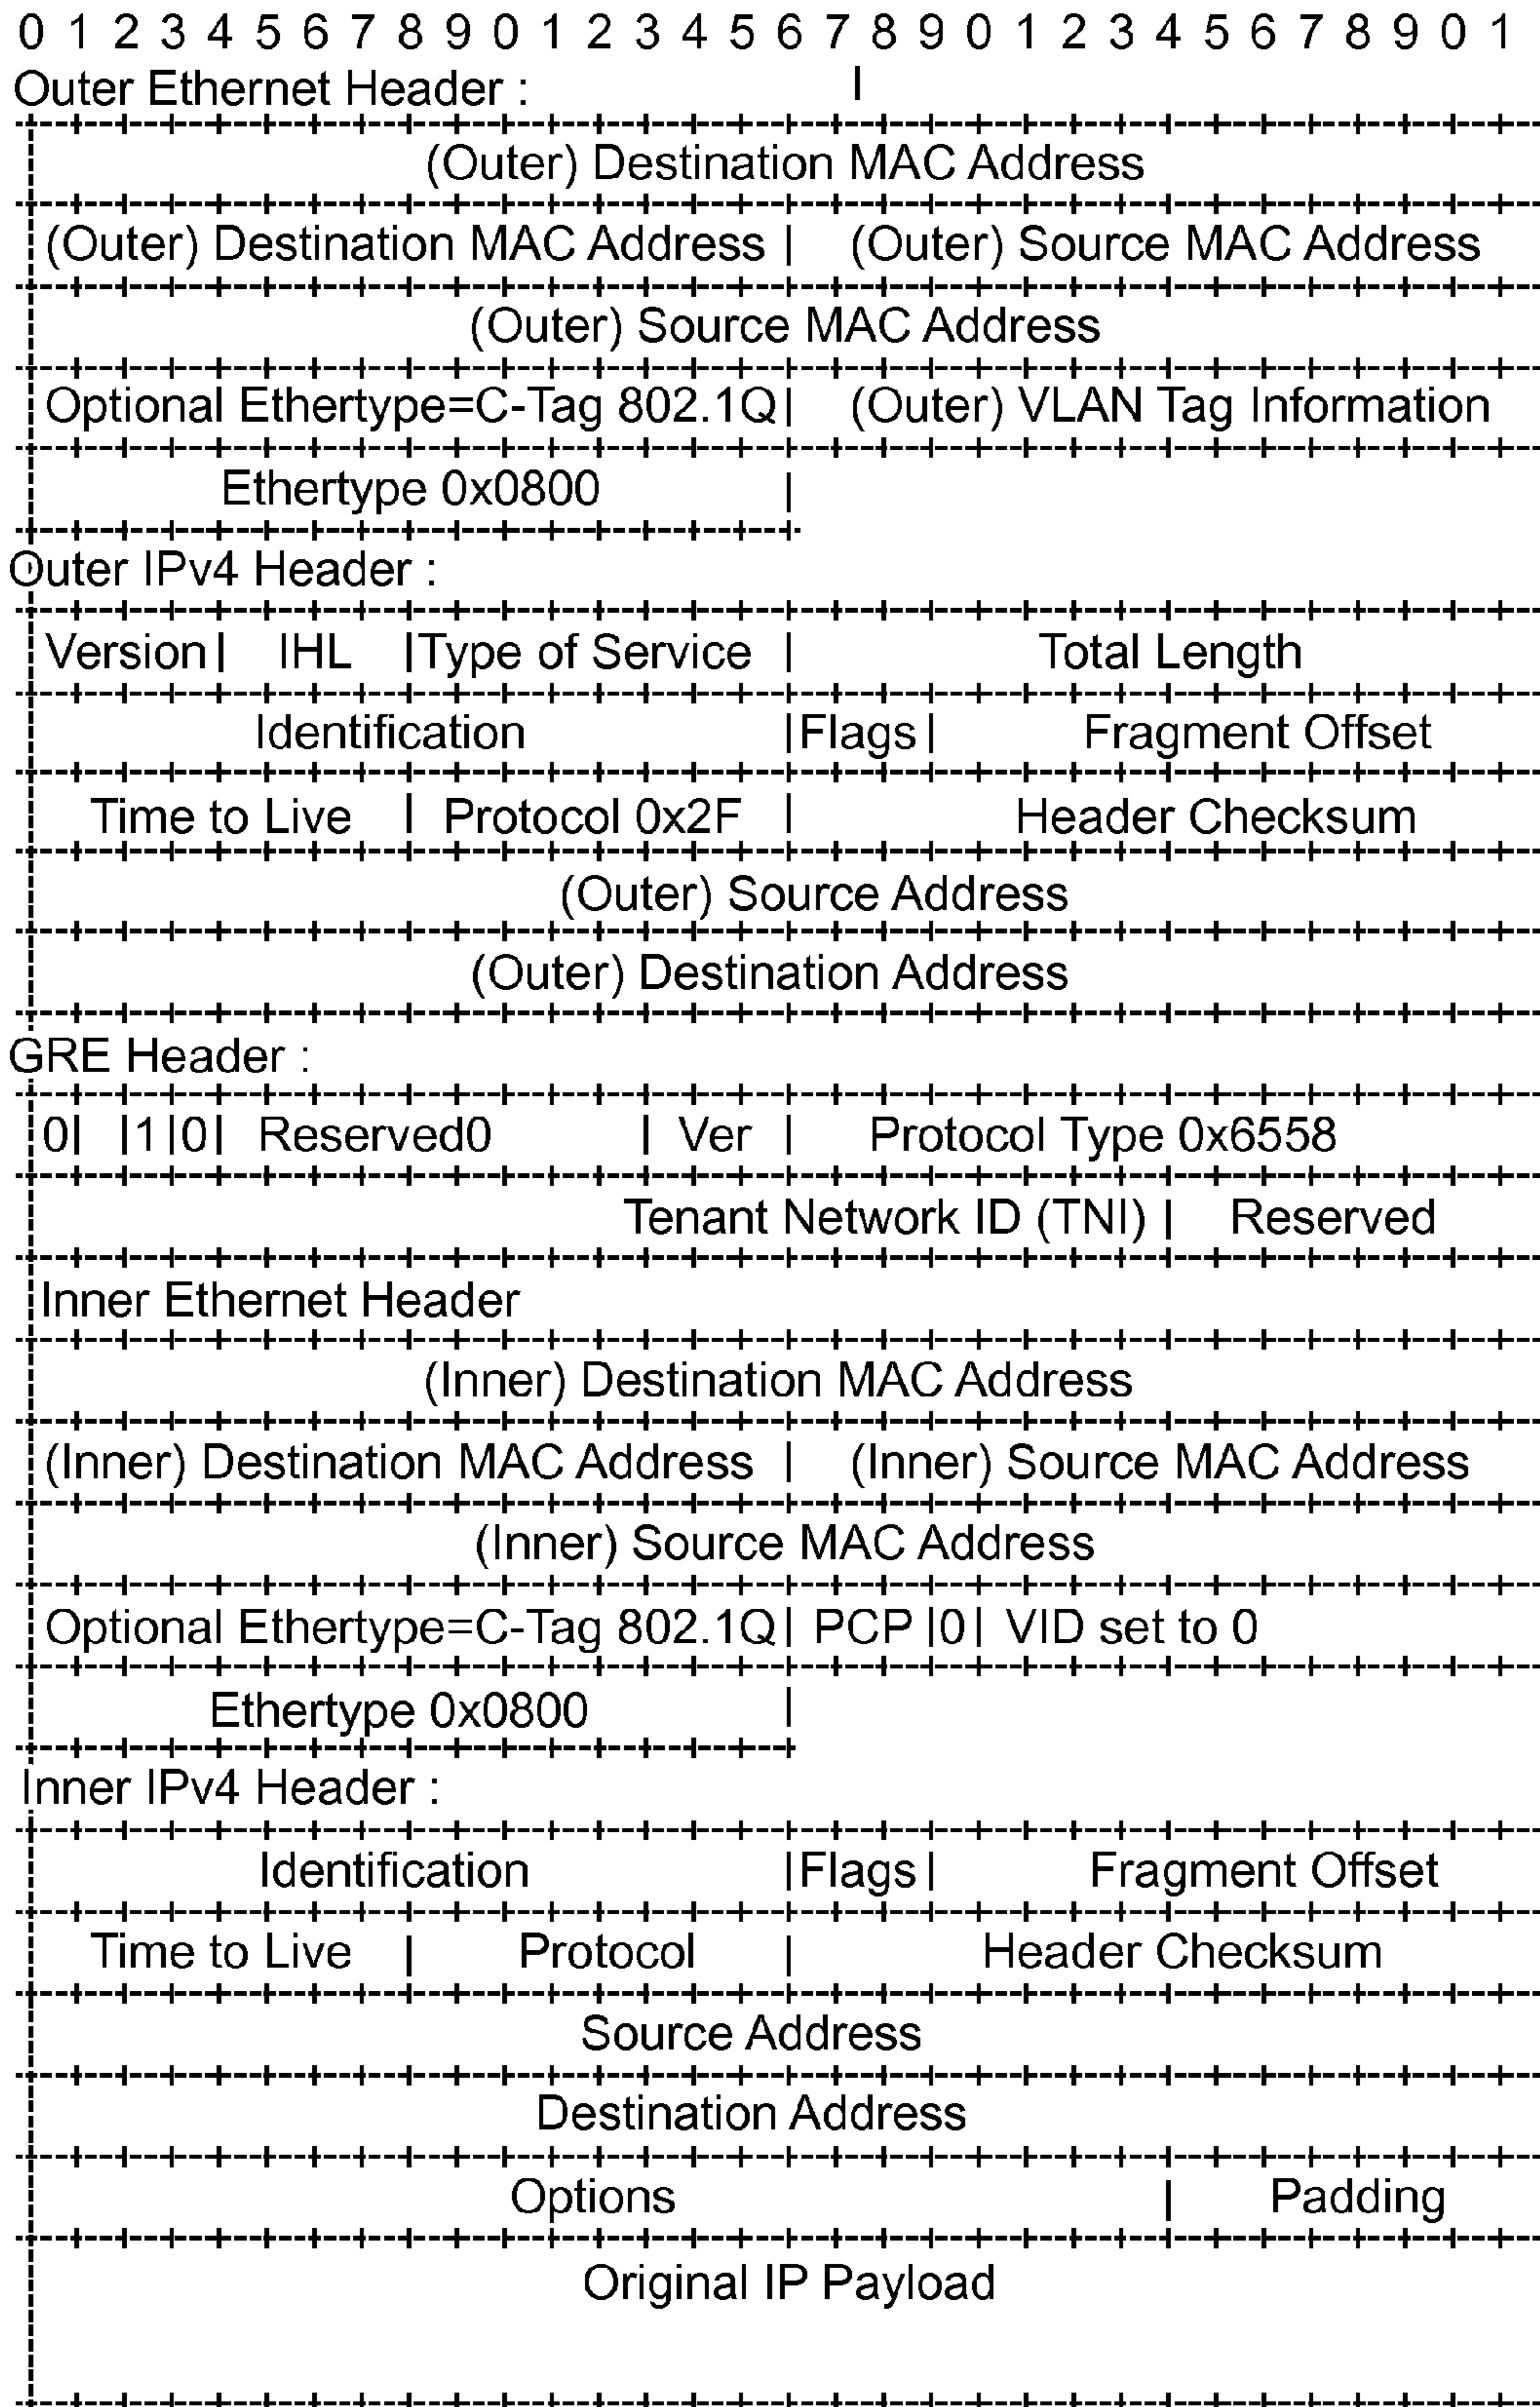 0 1 2 3 4 5 6 7 8 9 0 1 2 3 4 5 6 7 8 9 0 1 2 3 4 5 6 7 8 9 0 1
Outer Ethernet Header : |
(Outer) Destination MAC Address
(Outer) Destination MAC Address | (Outer) Source MAC Address
(Outer) Source MAC Address
Optional Ethertype=C-Tag 802.1Q| (Outer) VLAN Tag Information
Ethertype 0x0800 |
Outer IPv4 Header :
Version| IHL |Type of Service | Total Length
Identification |Flags| Fragment Offset
Time to Live | Protocol 0x2F | Header Checksum
(Outer) Source Address
(Outer) Destination Address
GRE Header :
0| |1|0| Reserved0 | Ver | Protocol Type 0x6558
Tenant Network ID (TNI) | Reserved
Inner Ethernet Header
(Inner) Destination MAC Address
(Inner) Destination MAC Address | (Inner) Source MAC Address
(Inner) Source MAC Address
Optional Ethertype=C-Tag 802.1Q| PCP |0| VID set to 0
Ethertype 0x0800 |
Inner IPv4 Header :
Identification |Flags| Fragment Offset
Time to Live | Protocol | Header Checksum
Source Address
Destination Address
Options | Padding
Original IP Payload